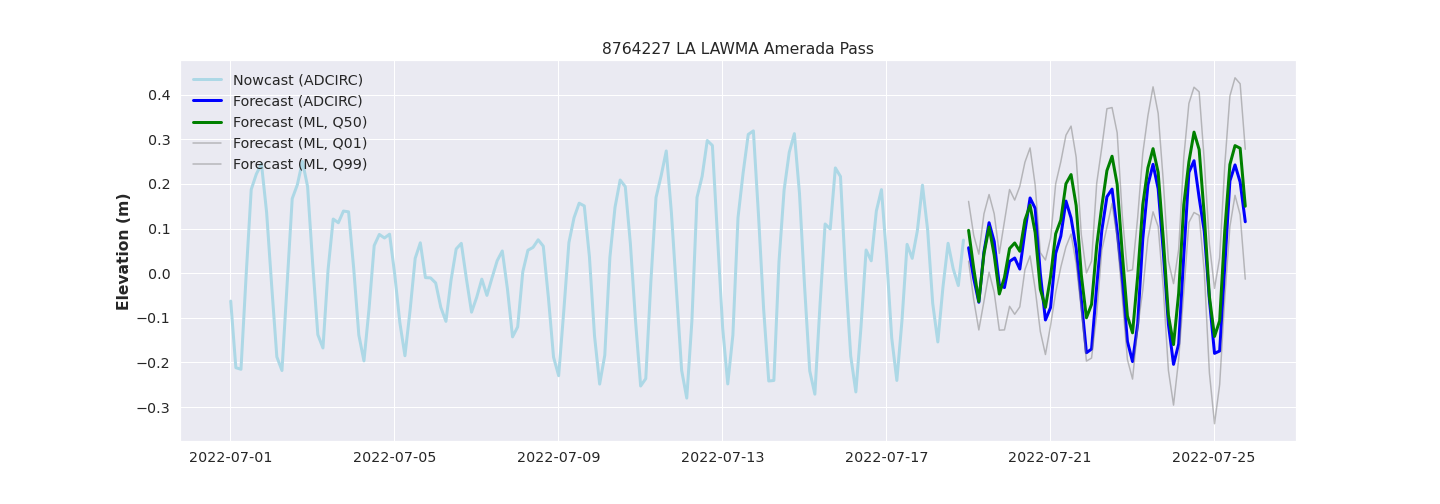 8764227 LA LAWMA Amerada Pass
Nowcast (ADCIRC)
Forecast (ADCIRC)
Forecast (ML, Q50)
Forecast (ML, Q01)
Forecast (ML, Q99)
Elevation (m)
0.4
0.3
0.2
0.1
0.0
−0.1
−0.2
−0.3
2022-07-01
2022-07-05
2022-07-09
2022-07-13
2022-07-17
2022-07-21
2022-07-25